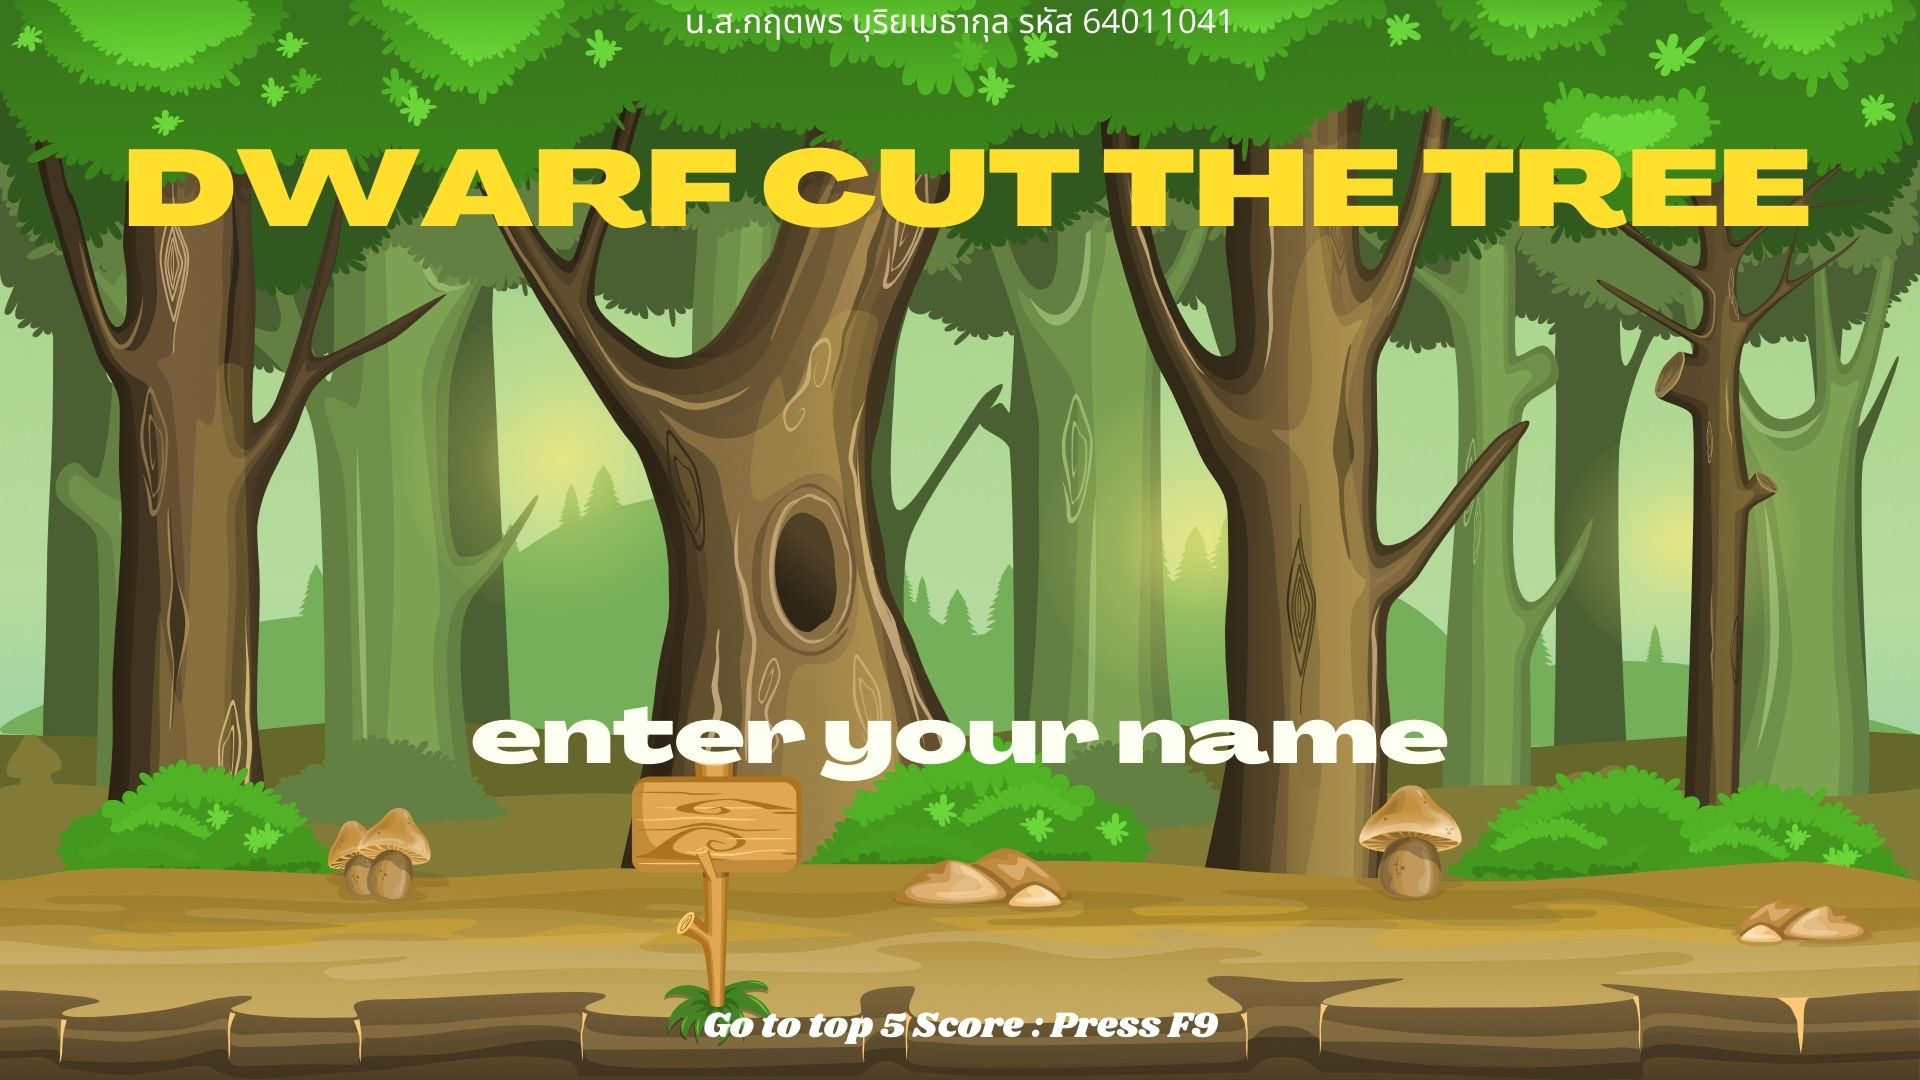 น.ส.กฤตพร บุริยเมธากุล รหัส 64011041
DWARF CUT THE TREE
enter your name
Go to top 5 Score : Press F9